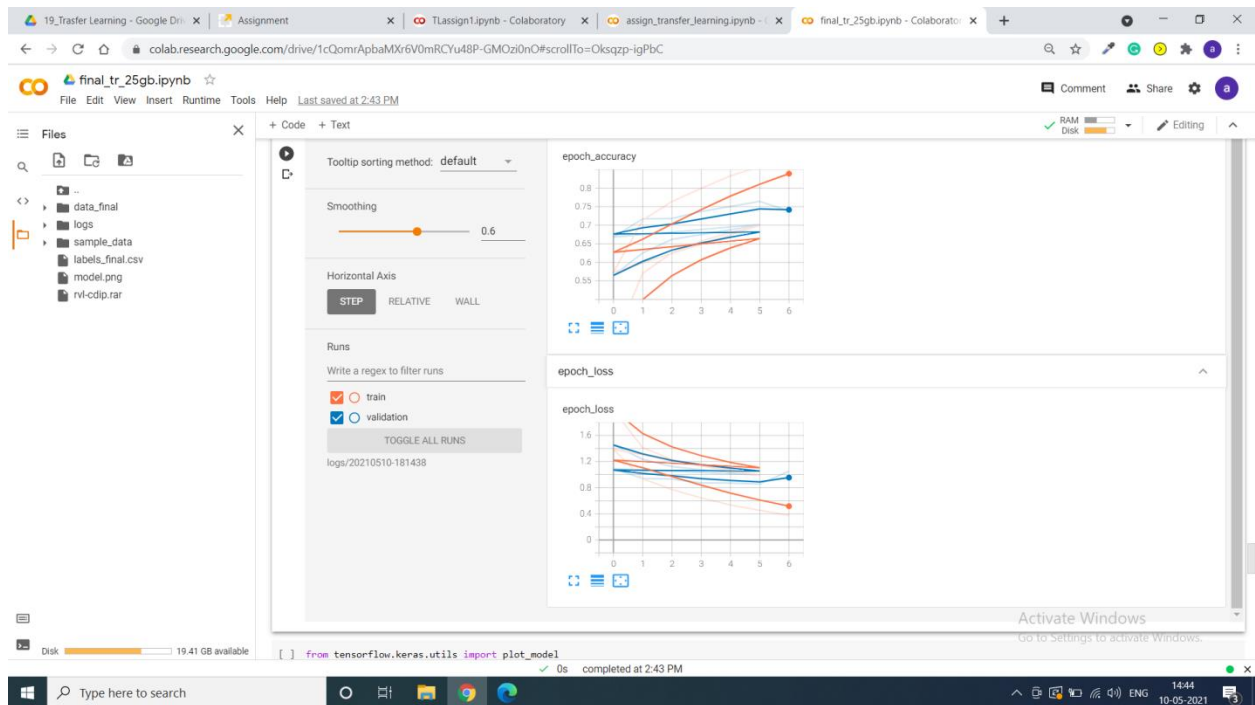 19_Trasfer Learning - Google Driv
Assignment
TLassign1.ipynb - Colaboratory
assign_transfer_learning.ipynb -
final_tr_25gb.ipynb - Colaborator
colab.research.google.com/drive/1cQomrApbaMXr6V0mRCYu48P-GMOzi0nO#scrollTo=Oksqzp-igPbC
final_tr_25gb.ipynb
File Edit View Insert Runtime Tools Help Last saved at 2:43 PM
Comment Share a
Files
+ Code + Text
RAM
Disk
Editing
..
data_final
logs
sample_data
labels_final.csv
model.png
rvl-cdip.rar
Tooltip sorting method: default
Smoothing
0.6
Horizontal Axis
STEP RELATIVE WALL
Runs
Write a regex to filter runs
train
validation
TOGGLE ALL RUNS
logs/20210510-181438
epoch_accuracy
0.8
0.75
0.7
0.65
0.6
0.55
0 1 2 3 4 5 6
epoch_loss
epoch_loss
1.6
1.2
0.8
0.4
0
0 1 2 3 4 5 6
Activate Windows
Go to Settings to activate Windows.
Disk 19.41 GB available
[ ] from tensorflow.keras.utils import plot_model
0s completed at 2:43 PM
Type here to search
ENG
14:44
10-05-2021
3